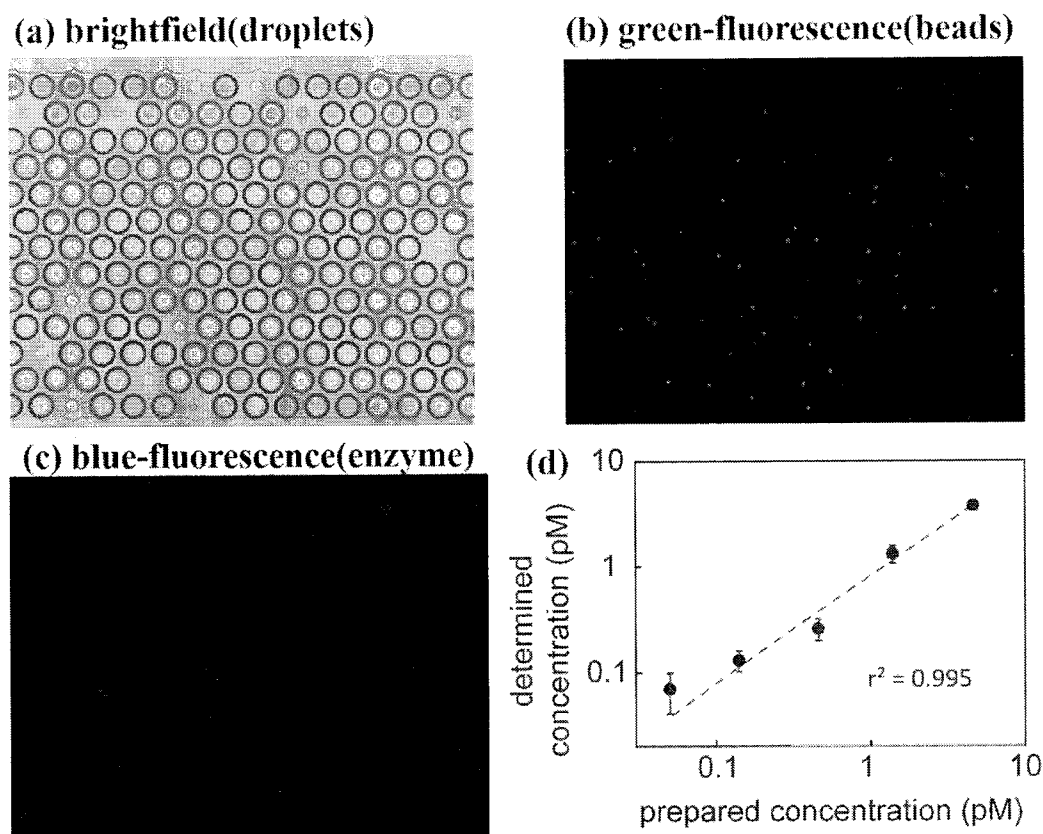 (a) brightfield(droplets)
(b) green-fluorescence(beads)
(c) blue-fluorescence(enzyme)
(d)
10
1
0.1
determined
concentration (pM)
r² = 0.995
0.1
1
10
prepared concentration (pM)